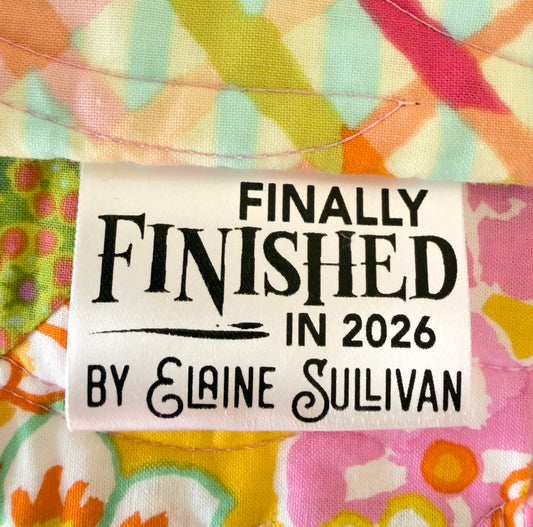 FINALLY
FINISHED
IN 2026
BY ELAINE SULLIVAN